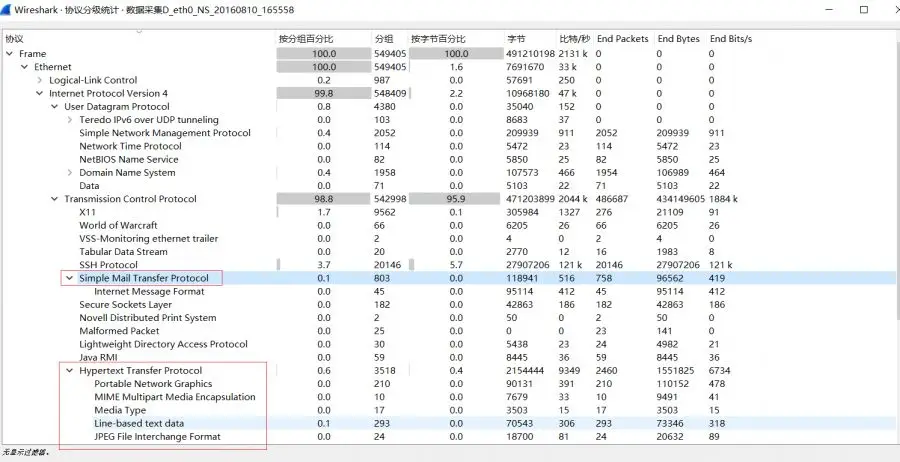 Wireshark · 协议分级统计 · 数据采集D_eth0_NS_20160810_165558
协议 按分组百分比 分组 按字节百分比 字节 比特/秒 End Packets End Bytes End Bits/s
Frame 100.0 549405 100.0 491210198 2131 k 0 0 0
Ethernet 100.0 549405 1.6 7691670 33 k 0 0 0
Logical-Link Control 0.2 987 0.0 57691 250 0 0 0
Internet Protocol Version 4 99.8 548409 2.2 10968180 47 k 0 0 0
User Datagram Protocol 0.8 4380 0.0 35040 152 0 0 0
Teredo IPv6 over UDP tunneling 0.0 103 0.0 8683 37 0 0 0
Simple Network Management Protocol 0.4 2052 0.0 209939 911 2052 209939 911
Network Time Protocol 0.0 114 0.0 5472 23 114 5472 23
NetBIOS Name Service 0.0 82 0.0 5850 25 82 5850 25
Domain Name System 0.4 1958 0.0 107573 466 1954 106989 464
Data 0.0 71 0.0 5103 22 71 5103 22
Transmission Control Protocol 98.8 542998 95.9 471203899 2044 k 486687 434149605 1884 k
X11 1.7 9562 0.1 305984 1327 276 21109 91
World of Warcraft 0.0 66 0.0 6205 26 66 6205 26
VSS-Monitoring ethernet trailer 0.0 2 0.0 4 0 2 4 0
Tabular Data Stream 0.0 20 0.0 2770 12 16 1983 8
SSH Protocol 3.7 20146 5.7 27907206 121 k 20146 27907206 121 k
Simple Mail Transfer Protocol 0.1 803 0.0 118941 516 758 96562 419
Internet Message Format 0.0 45 0.0 95114 412 45 95114 412
Secure Sockets Layer 0.0 182 0.0 42863 186 182 42863 186
Novell Distributed Print System 0.0 2 0.0 50 0 2 50 0
Malformed Packet 0.0 25 0.0 0 0 23 141 0
Lightweight Directory Access Protocol 0.0 30 0.0 5438 23 24 4982 21
Java RMI 0.0 59 0.0 8445 36 59 8445 36
Hypertext Transfer Protocol 0.6 3518 0.4 2154444 9349 2460 1551825 6734
Portable Network Graphics 0.0 210 0.0 90131 391 210 110152 478
MIME Multipart Media Encapsulation 0.0 10 0.0 7679 33 10 9491 41
Media Type 0.0 17 0.0 3503 15 17 3503 15
Line-based text data 0.1 293 0.0 70543 306 293 73346 318
JPEG File Interchange Format 0.0 24 0.0 18700 81 24 20632 89
无显示过滤器。